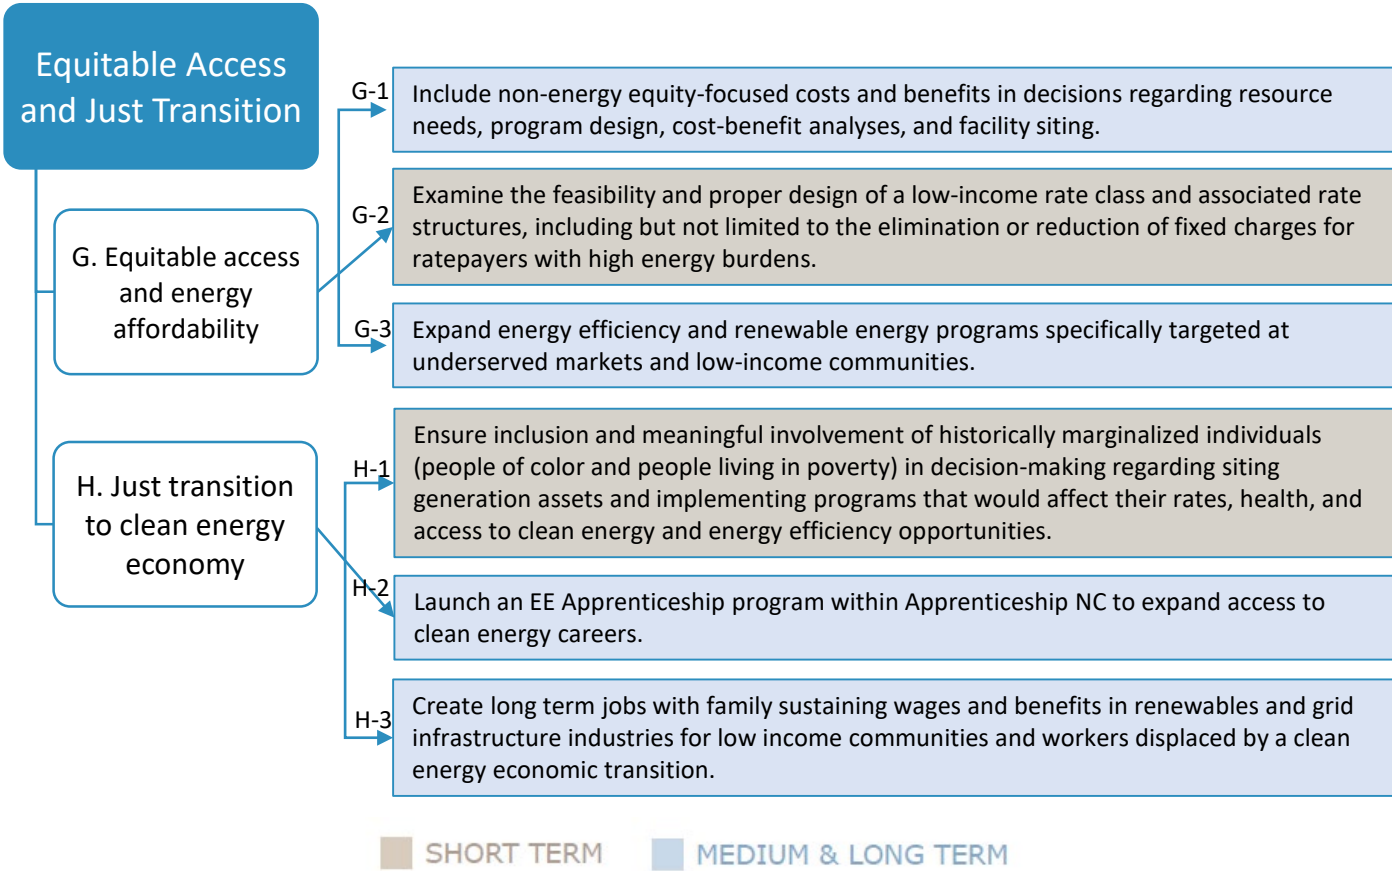 Equitable Access
and Just Transition
G. Equitable access
and energy
affordability
G-1
Include non-energy equity-focused costs and benefits in decisions regarding resource
needs, program design, cost-benefit analyses, and facility siting.
G-2
Examine the feasibility and proper design of a low-income rate class and associated rate
structures, including but not limited to the elimination or reduction of fixed charges for
ratepayers with high energy burdens.
G-3
Expand energy efficiency and renewable energy programs specifically targeted at
underserved markets and low-income communities.
H. Just transition
to clean energy
economy
H-1
Ensure inclusion and meaningful involvement of historically marginalized individuals
(people of color and people living in poverty) in decision-making regarding siting
generation assets and implementing programs that would affect their rates, health, and
access to clean energy and energy efficiency opportunities.
H-2
Launch an EE Apprenticeship program within Apprenticeship NC to expand access to
clean energy careers.
H-3
Create long term jobs with family sustaining wages and benefits in renewables and grid
infrastructure industries for low income communities and workers displaced by a clean
energy economic transition.
SHORT TERM
MEDIUM & LONG TERM